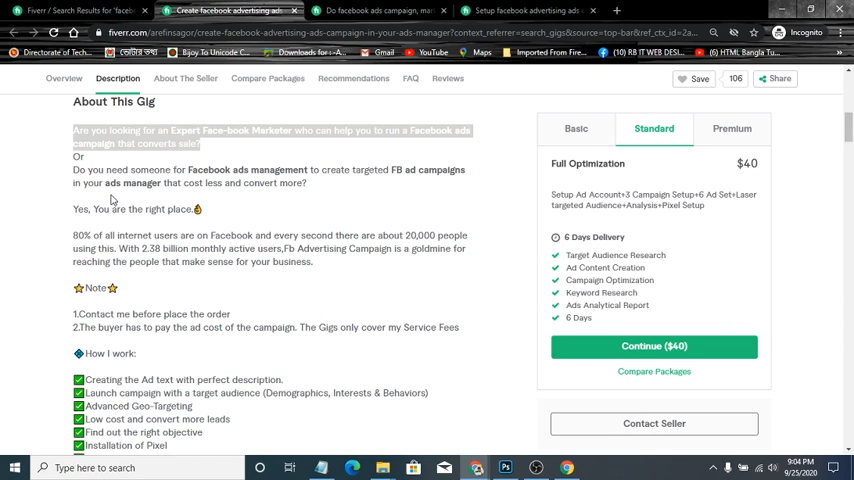 Fiverr / Search Results for 'faceb
Create facebook advertising ads
Do facebook ads campaign, mark
Setup facebook advertising ads c
fiverr.com/arefinsagor/create-facebook-advertising-ads-campaign-in-your-ads-manager?context_referrer=search_gigs&source=top-bar&ref_ctx_id=2a...
Incognito
Directorate of Tech...
ভোটার তথ্য
Bijoy To Unicode C...
Downloads for :-A...
Gmail
YouTube
Maps
Imported From Fire...
(10) RB IT WEB DESI...
(6) HTML Bangla Tu...
Overview Description About The Seller Compare Packages Recommendations FAQ Reviews
Save 106 Share
About This Gig
Are you looking for an Expert Face-book Marketer who can help you to run a Facebook ads
campaign that converts sale?
Or
Do you need someone for Facebook ads management to create targeted FB ad campaigns
in your ads manager that cost less and convert more?
Yes, You are the right place.👌
80% of all internet users are on Facebook and every second there are about 20,000 people
using this. With 2.38 billion monthly active users,Fb Advertising Campaign is a goldmine for
reaching the people that make sense for your business.
⭐Note⭐
1.Contact me before place the order
2.The buyer has to pay the ad cost of the campaign. The Gigs only cover my Service Fees
💠How I work:
✅Creating the Ad text with perfect description.
✅Launch campaign with a target audience (Demographics, Interests & Behaviors)
✅Advanced Geo-Targeting
✅Low cost and convert more leads
✅Find out the right objective
✅Installation of Pixel
Basic Standard Premium
Full Optimization $40
Setup Ad Account+3 Campaign Setup+6 Ad Set+Laser
targeted Audience+Analysis+Pixel Setup
6 Days Delivery
Target Audience Research
Ad Content Creation
Campaign Optimization
Keyword Research
Ads Analytical Report
6 Days
Continue ($40)
Compare Packages
Contact Seller
Type here to search
9:04 PM
9/25/2020